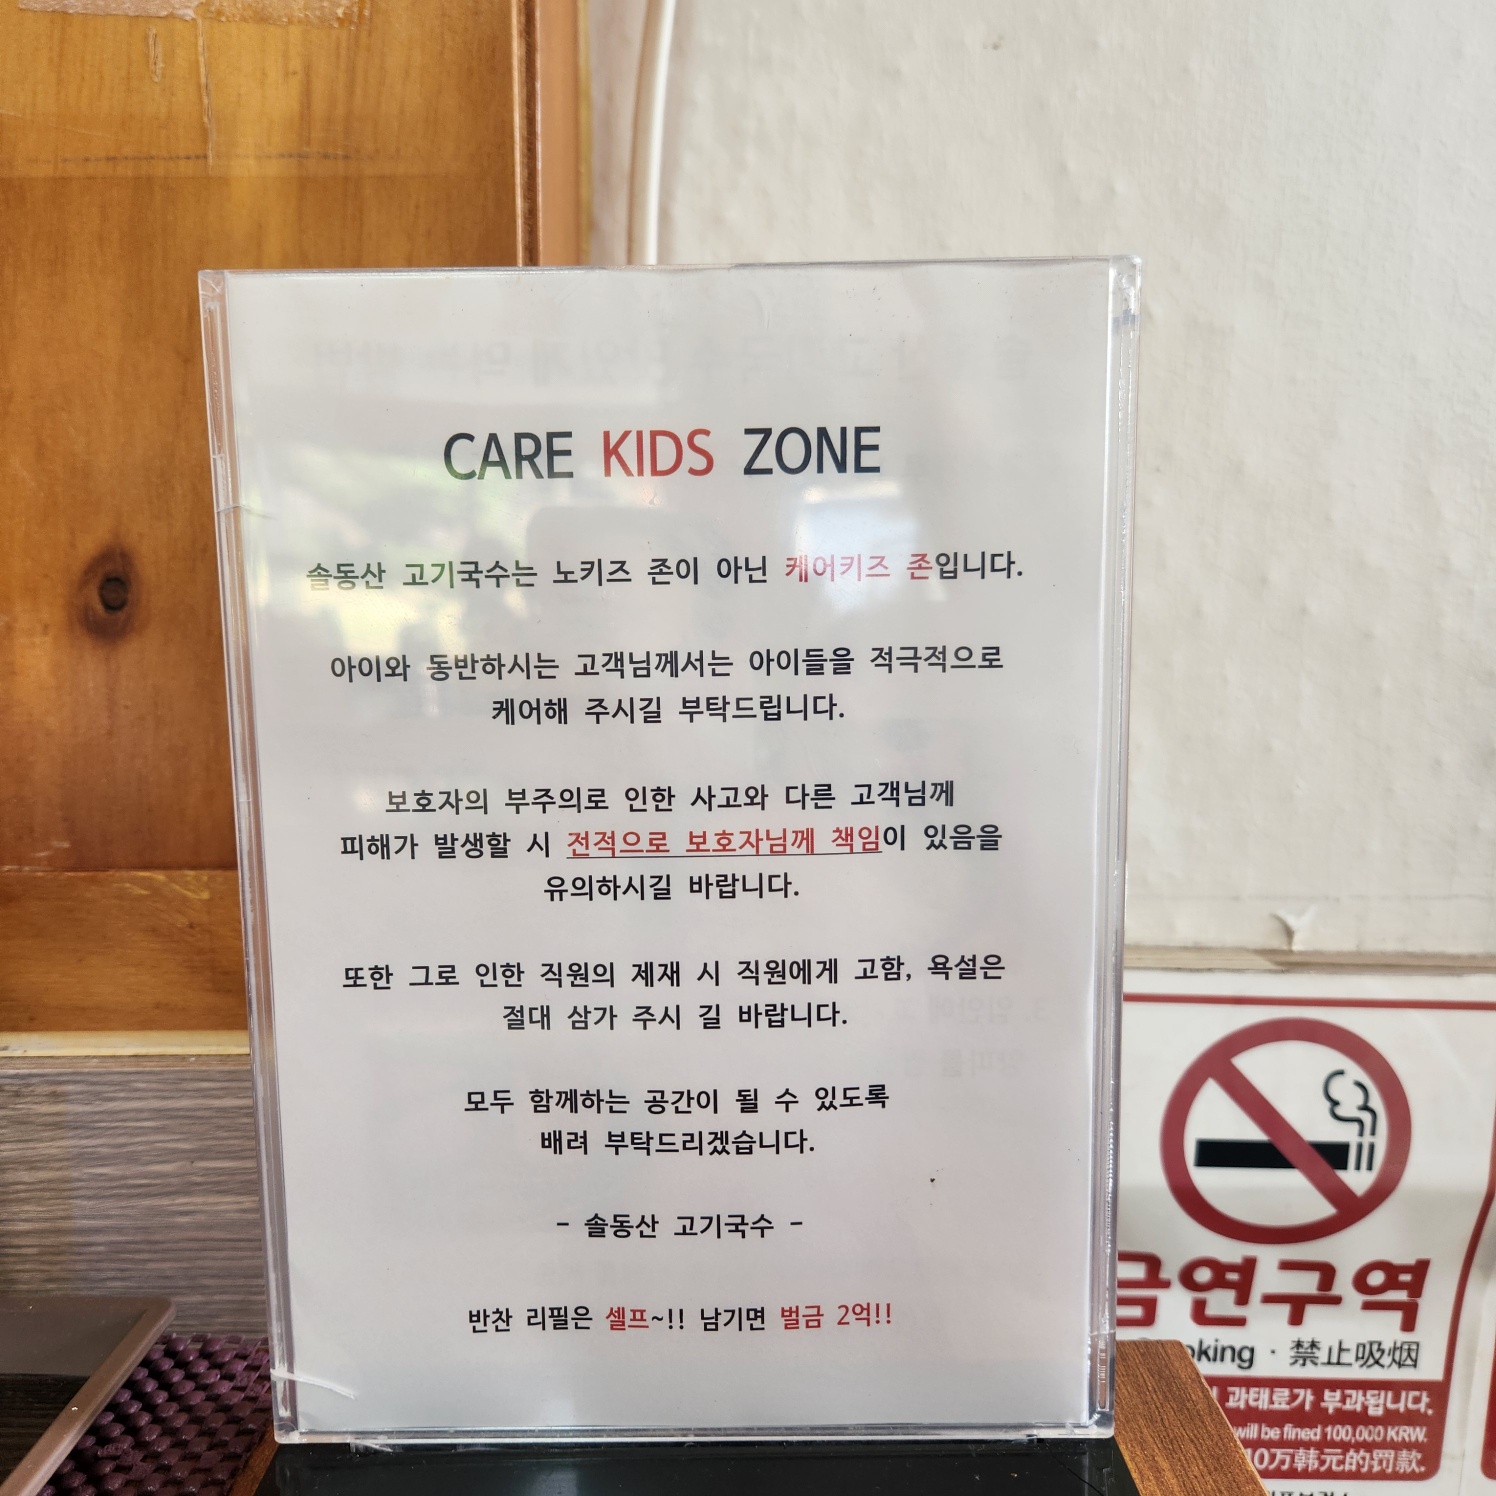 CARE KIDS ZONE
솔동산 고기국수는 노키즈 존이 아닌 케어키즈 존입니다.
아이와 동반하시는 고객님께서는 아이들을 적극적으로
케어해 주시길 부탁드립니다.
보호자의 부주의로 인한 사고와 다른 고객님께
피해가 발생할 시 전적으로 보호자님께 책임이 있음을
유의하시길 바랍니다.
또한 그로 인한 직원의 제재 시 직원에게 고함, 욕설은
절대 삼가 주시 길 바랍니다.
모두 함께하는 공간이 될 수 있도록
배려 부탁드리겠습니다.
- 솔동산 고기국수 -
반찬 리필은 셀프~!! 남기면 벌금 2억!!
금연구역
oking · 禁止吸烟
과태료가 부과됩니다.
will be fined 100,000 KRW.
10万韩元的罚款.